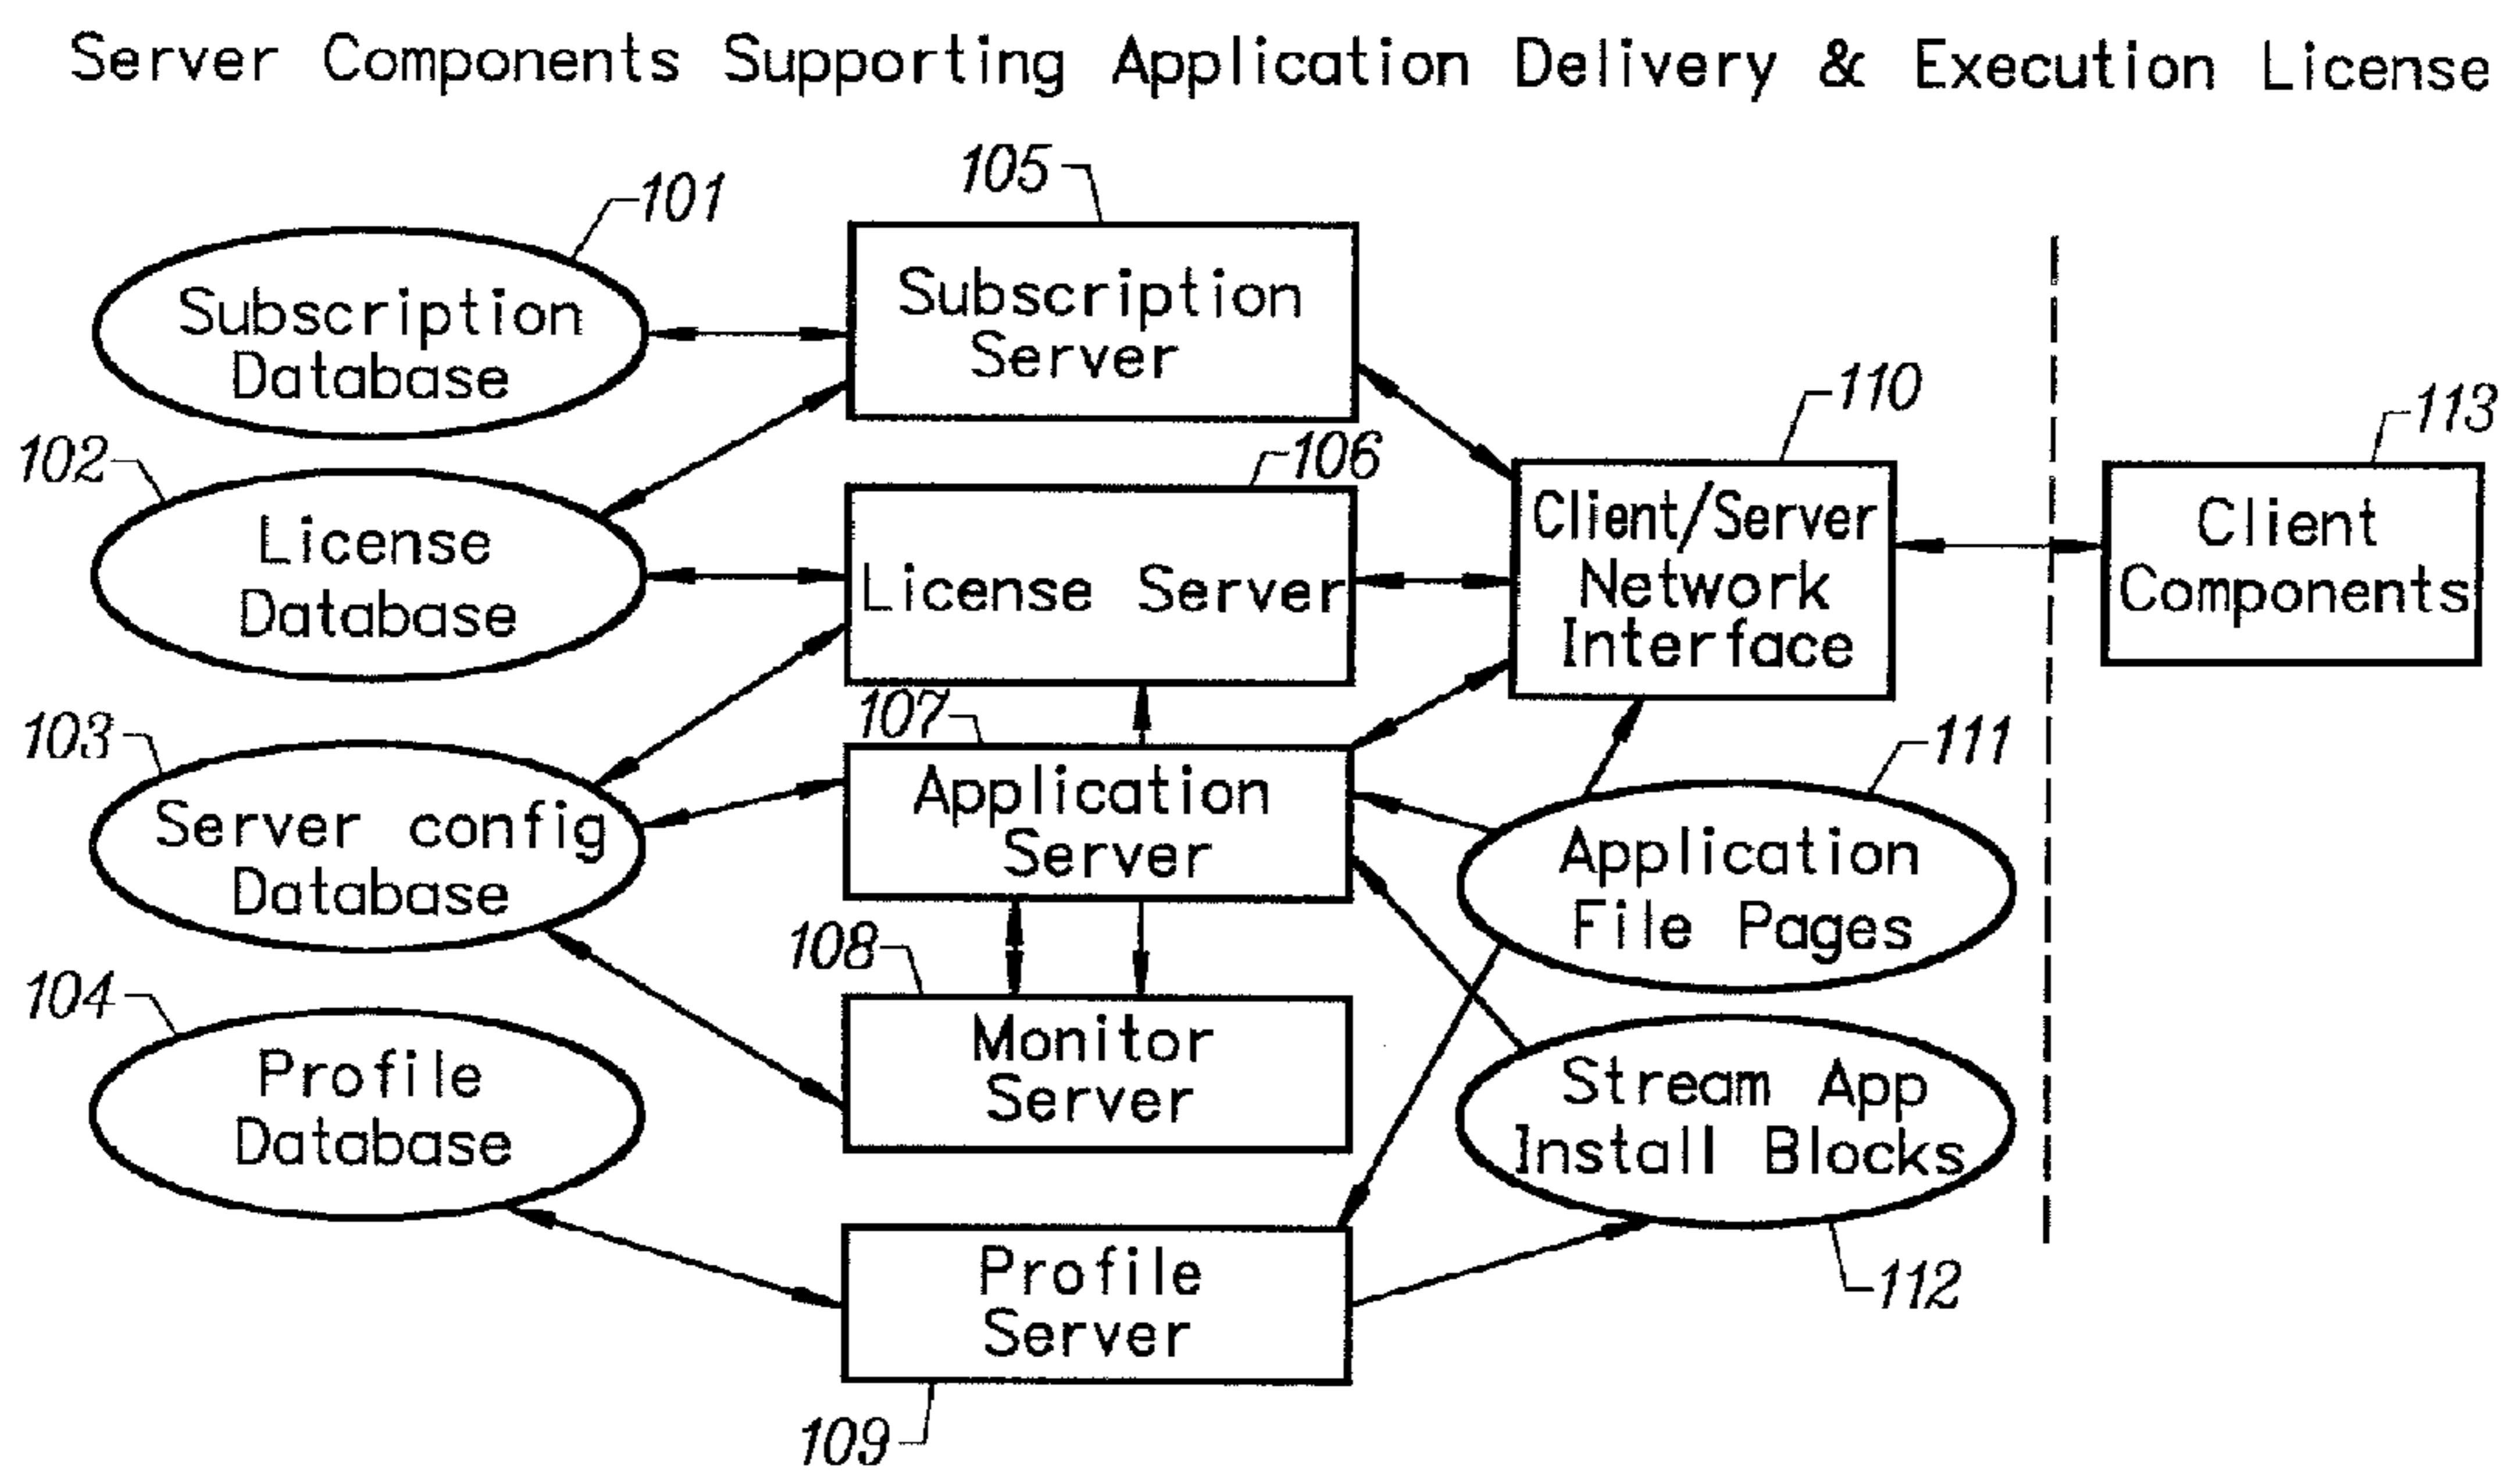 Server Components Supporting Application Delivery & Execution License
101
Subscription
Database
105
Subscription
Server
102
License
Database
106
License Server
110
Client/Server
Network
Interface
113
Client
Components
103
Server config
Database
107
Application
Server
111
Application
File Pages
104
Profile
Database
108
Monitor
Server
Stream App
Install Blocks
112
Profile
Server
109